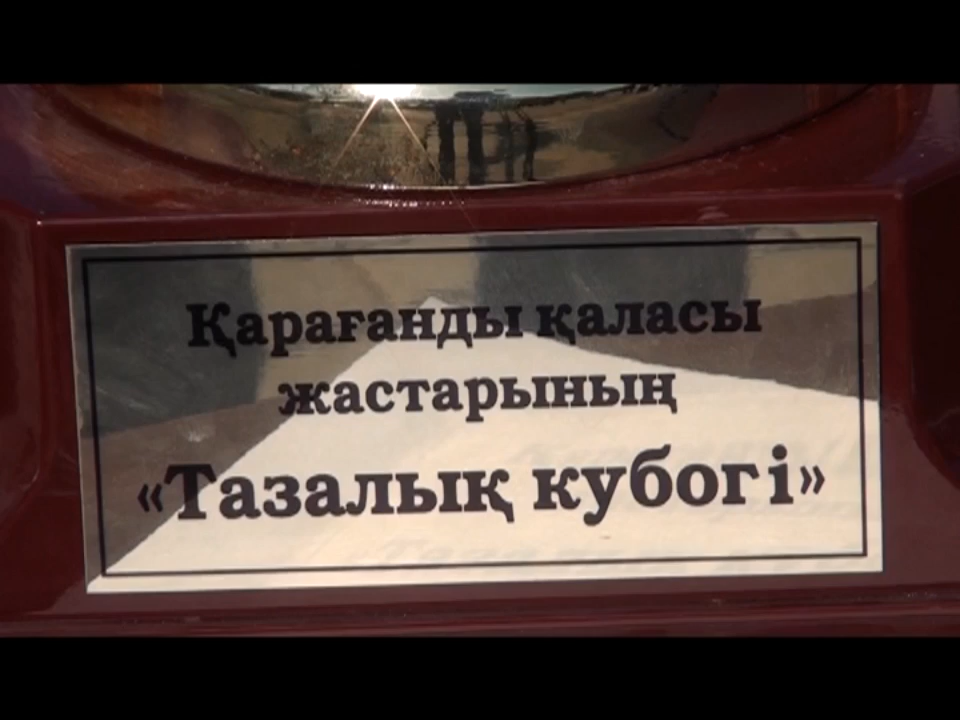 Қарағанды қаласы
жастарының
«Тазалық кубогі»